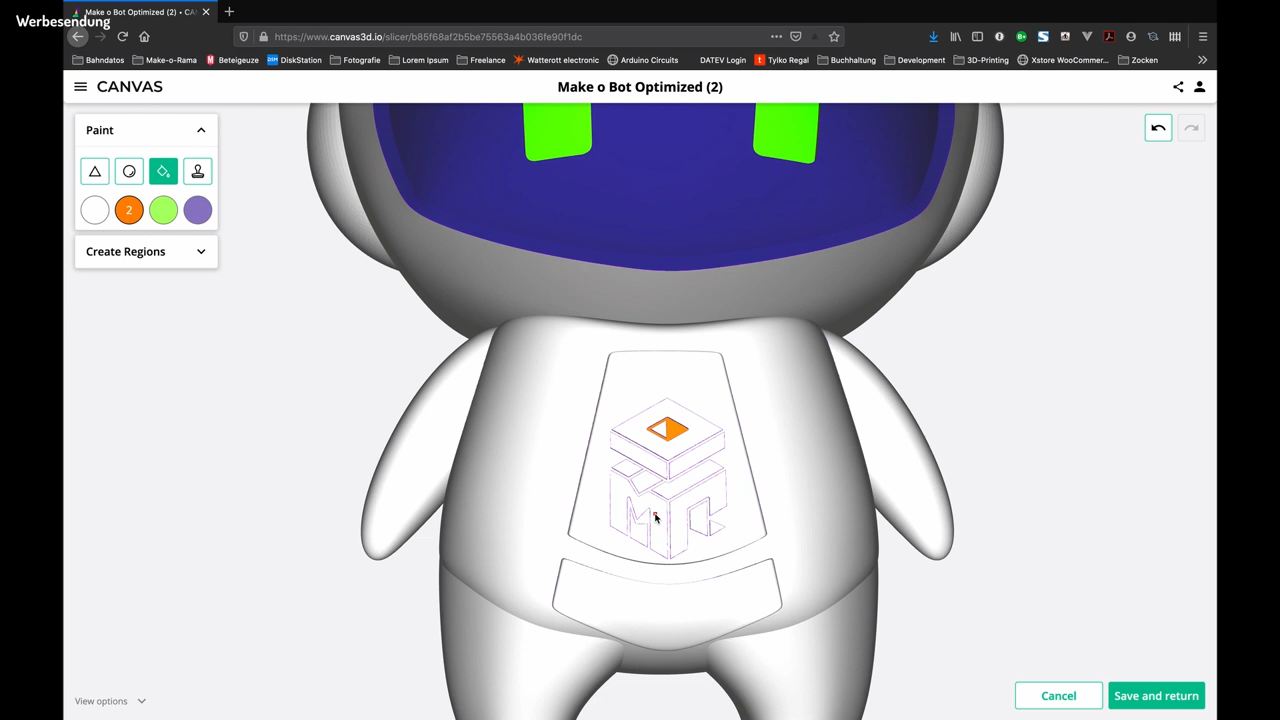 Werbesendung
Make o Bot Optimized (2) • CA
https://www.canvas3d.io/slicer/b85f68af2b5be75563a4b036fe90f1dc
Bahndatos Make-o-Rama Beteigeuze DiskStation Fotografie Lorem Ipsum Freelance Watterott electronic Arduino Circuits DATEV Login Tylko Regal Buchhaltung Development 3D-Printing Xstore WooCommer... Zocken
CANVAS
Make o Bot Optimized (2)
Paint
2
Create Regions
MC
View options
Cancel
Save and return